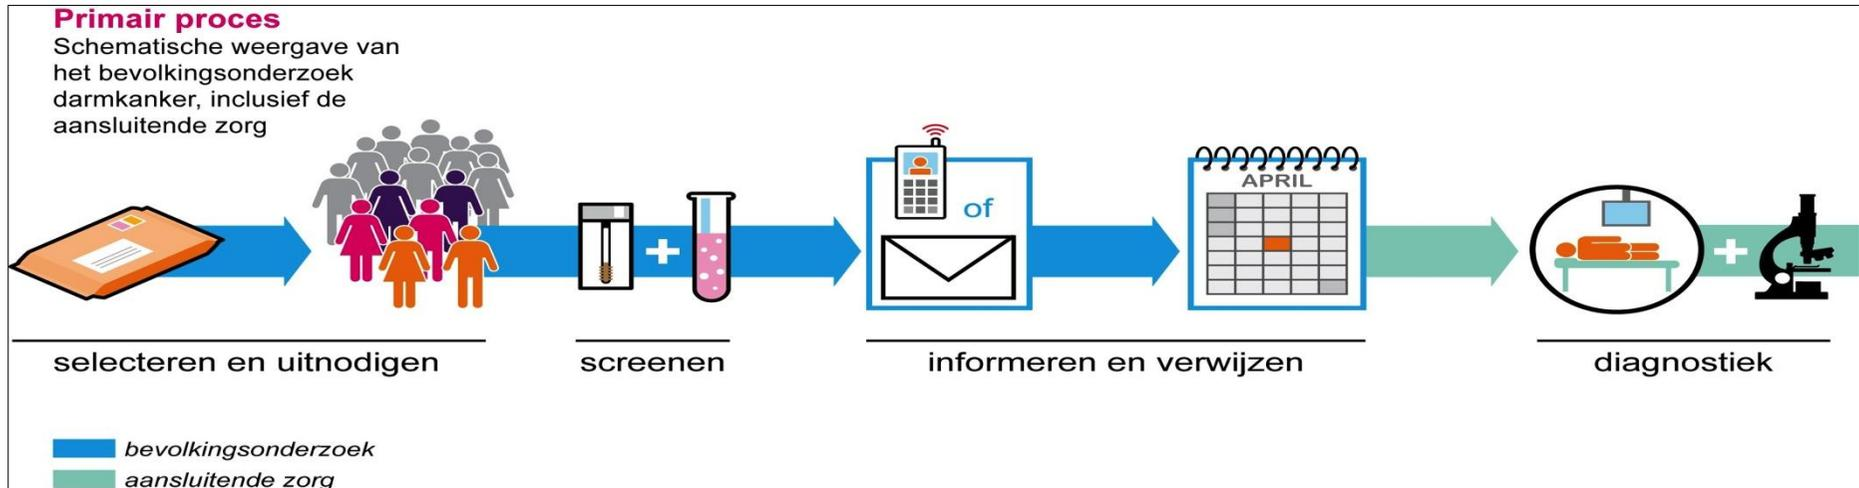 Primair proces
Schematische weergave van
het bevolkingsonderzoek
darmkanker, inclusief de
aansluitende zorg
of
APRIL
selecteren en uitnodigen
screenen
informeren en verwijzen
diagnostiek
bevolkingsonderzoek
aansluitende zorg